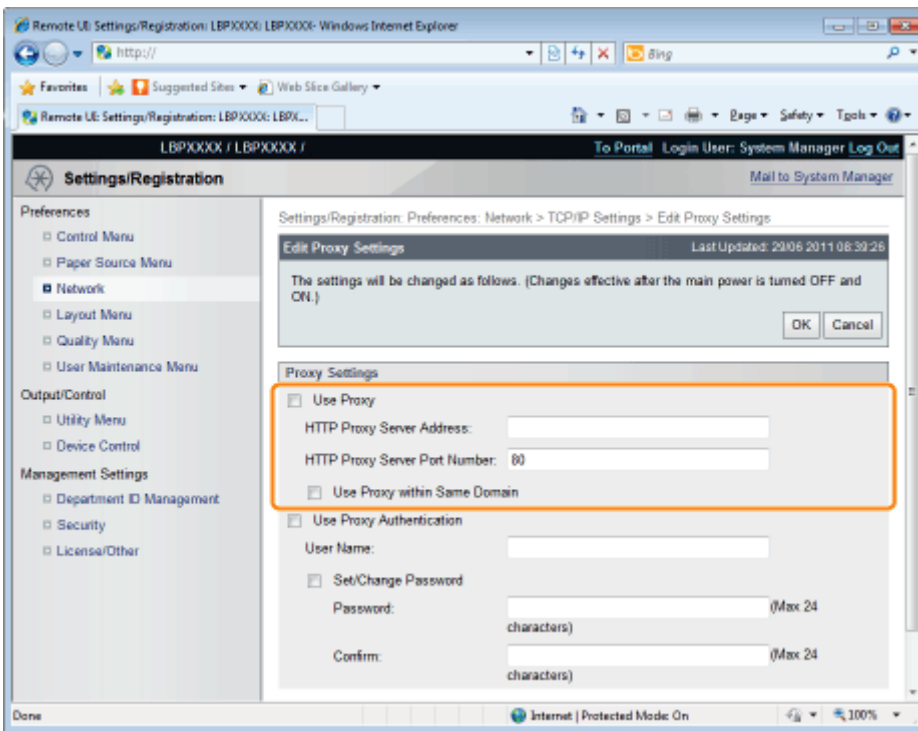 Remote UI: Settings/Registration: LBPXXXX: LBPXXXX- Windows Internet Explorer
http://
Bing
Favorites Suggested Sites Web Slice Gallery
Remote UI: Settings/Registration: LBPXXXX: LBPX...
Page Safety Tools
LBPXXXX / LBPXXXX /
To Portal Login User: System Manager Log Out
Settings/Registration
Mail to System Manager
Preferences
Control Menu
Paper Source Menu
Network
Layout Menu
Quality Menu
User Maintenance Menu
Output/Control
Utility Menu
Device Control
Management Settings
Department ID Management
Security
License/Other
Settings/Registration: Preferences: Network > TCP/IP Settings > Edit Proxy Settings
Edit Proxy Settings
Last Updated: 29/06 2011 08:39:26
The settings will be changed as follows. (Changes effective after the main power is turned OFF and
ON.)
OK Cancel
Proxy Settings
Use Proxy
HTTP Proxy Server Address:
HTTP Proxy Server Port Number: 80
Use Proxy within Same Domain
Use Proxy Authentication
User Name:
Set/Change Password
Password:
(Max 24
characters)
Confirm:
(Max 24
characters)
Done
Internet | Protected Mode: On
100%